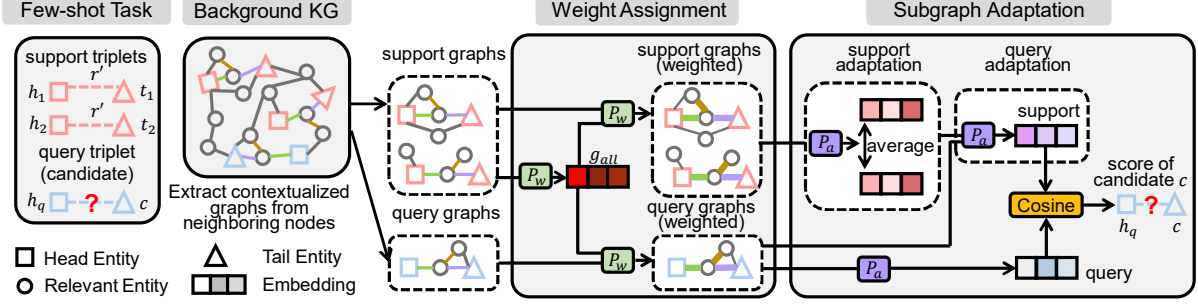 Few-shot Task
Background KG
Weight Assignment
Subgraph Adaptation
support triplets
r'
h1 t1
r'
h2 t2
query triplet
(candidate)
hq ? c
Head Entity
Relevant Entity
Extract contextualized
graphs from
neighboring nodes
Tail Entity
Embedding
support graphs
query graphs
Pw
gall
Pw
Pw
support graphs
(weighted)
query graphs
(weighted)
support
adaptation
Pa
average
query
adaptation
Pa
support
Cosine
Pa
query
score of
candidate c
?
hq c